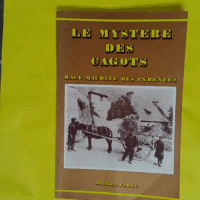 LE MYSTERE
DES
CAGOTS
RACE MAUDITE DES PYRENEES